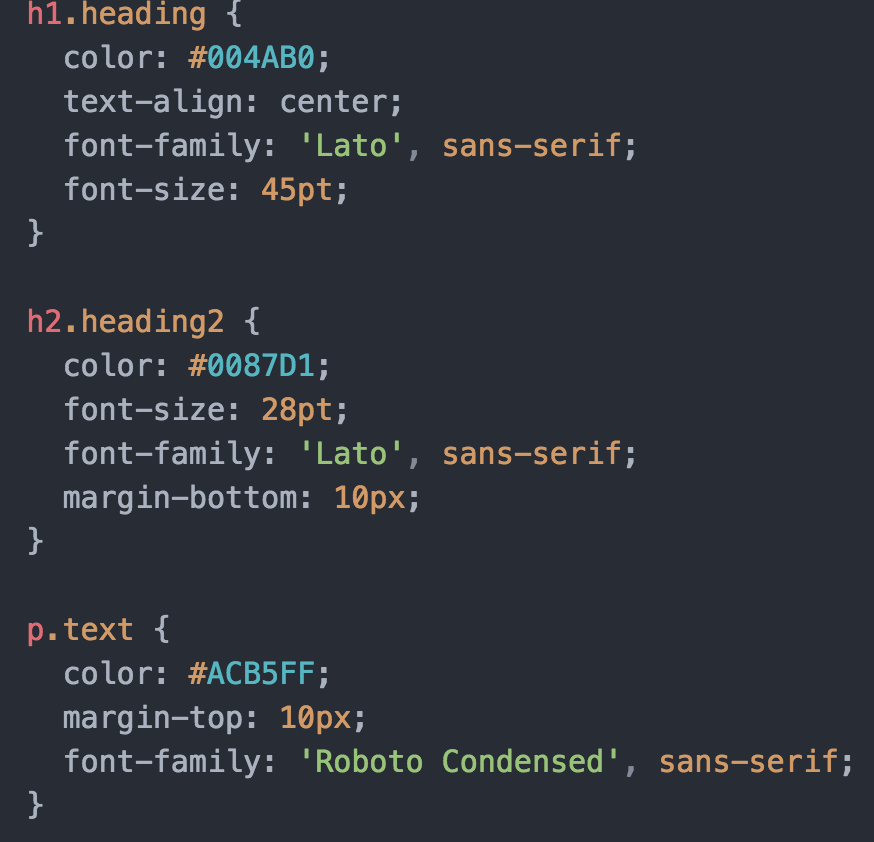 h1.heading {
  color: #004AB0;
  text-align: center;
  font-family: 'Lato', sans-serif;
  font-size: 45pt;
}

h2.heading2 {
  color: #0087D1;
  font-size: 28pt;
  font-family: 'Lato', sans-serif;
  margin-bottom: 10px;
}

p.text {
  color: #ACB5FF;
  margin-top: 10px;
  font-family: 'Roboto Condensed', sans-serif;
}